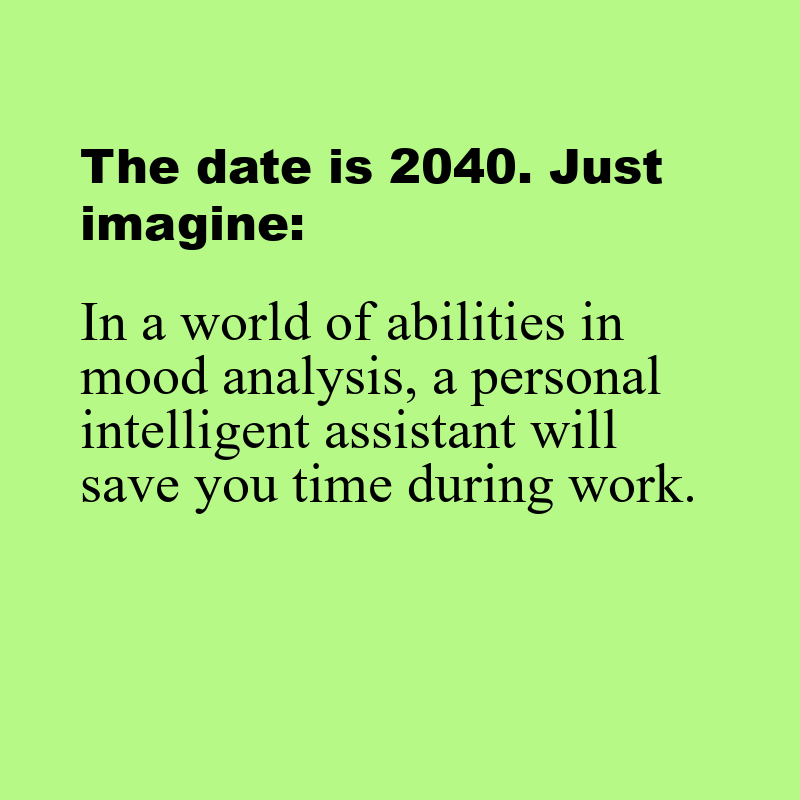 The date is 2040. Just
imagine:
In a world of abilities in
mood analysis, a personal
intelligent assistant will
save you time during work.